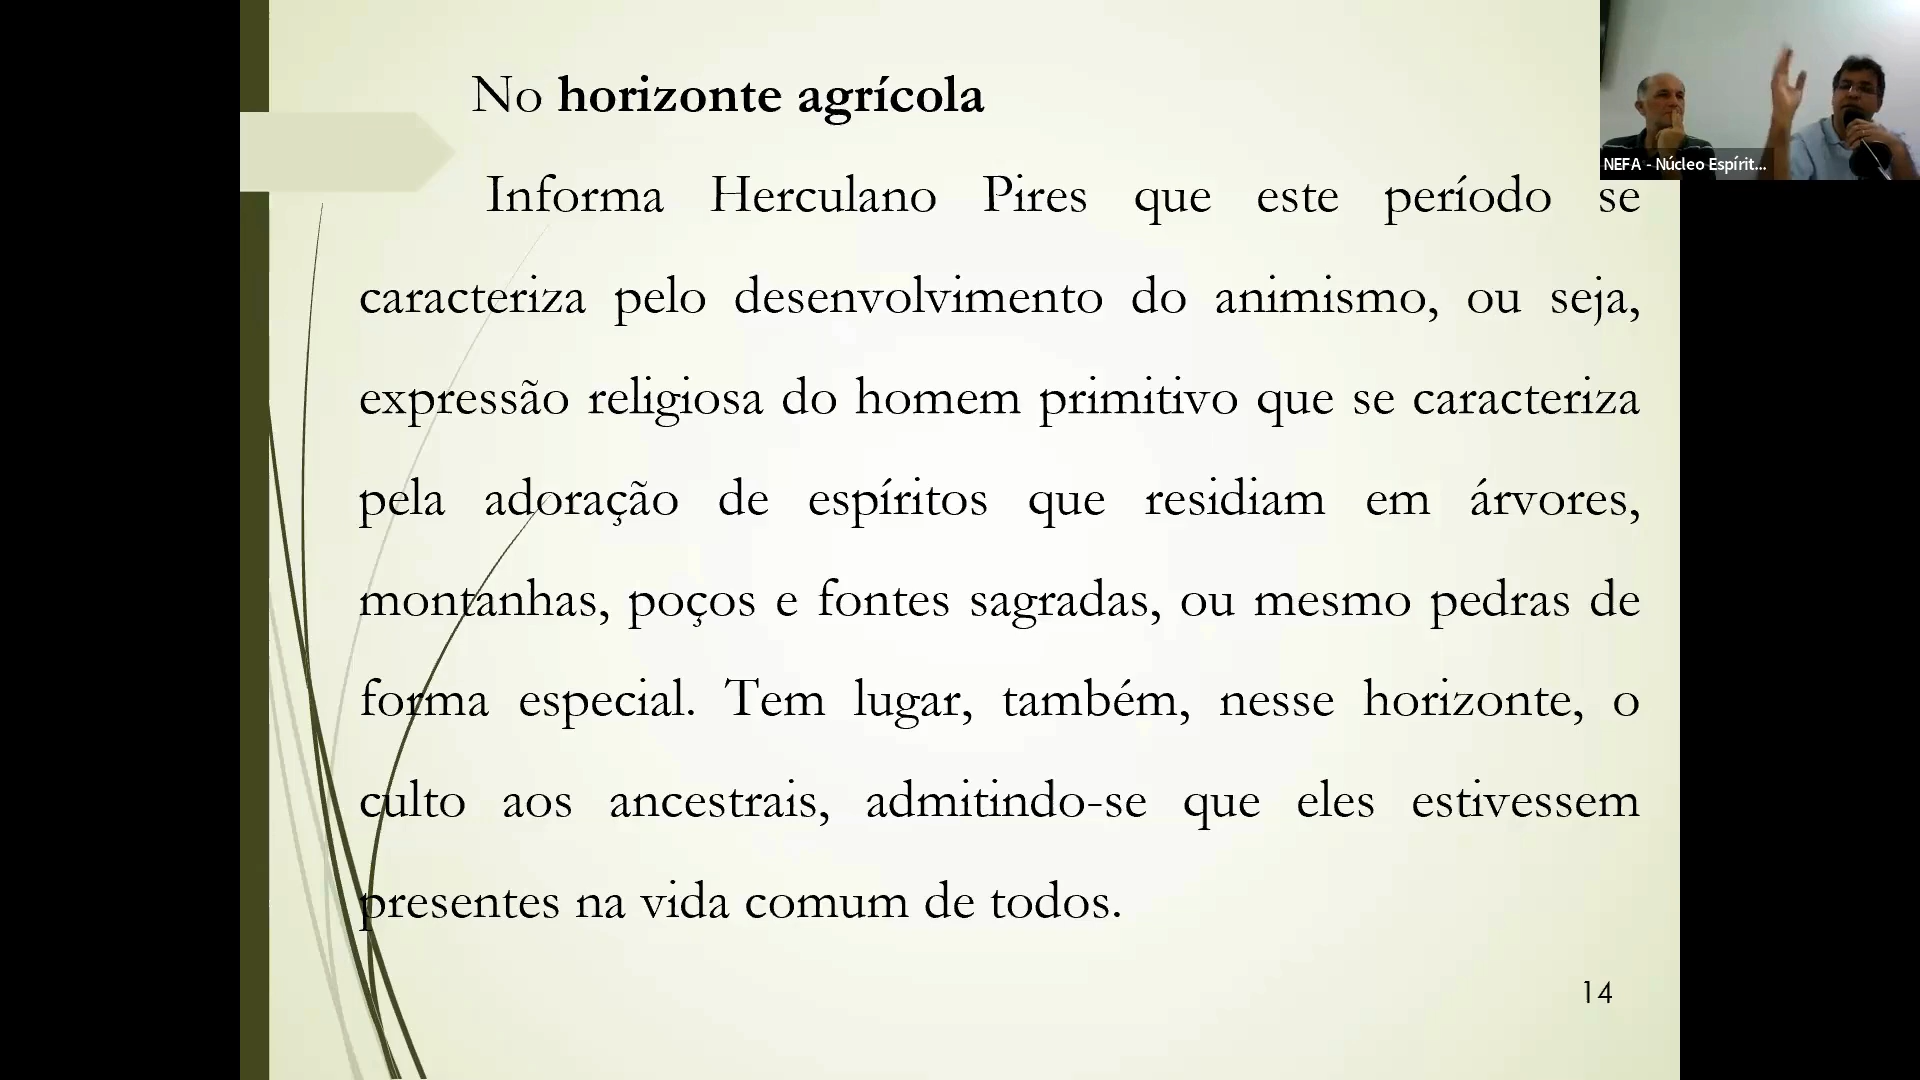 No horizonte agrícola
Informa Herculano Pires que este período se
caracteriza pelo desenvolvimento do animismo, ou seja,
expressão religiosa do homem primitivo que se caracteriza
pela adoração de espíritos que residiam em árvores,
montanhas, poços e fontes sagradas, ou mesmo pedras de
forma especial. Tem lugar, também, nesse horizonte, o
culto aos ancestrais, admitindo-se que eles estivessem
presentes na vida comum de todos.
14
NEFA - Núcleo Espírit...